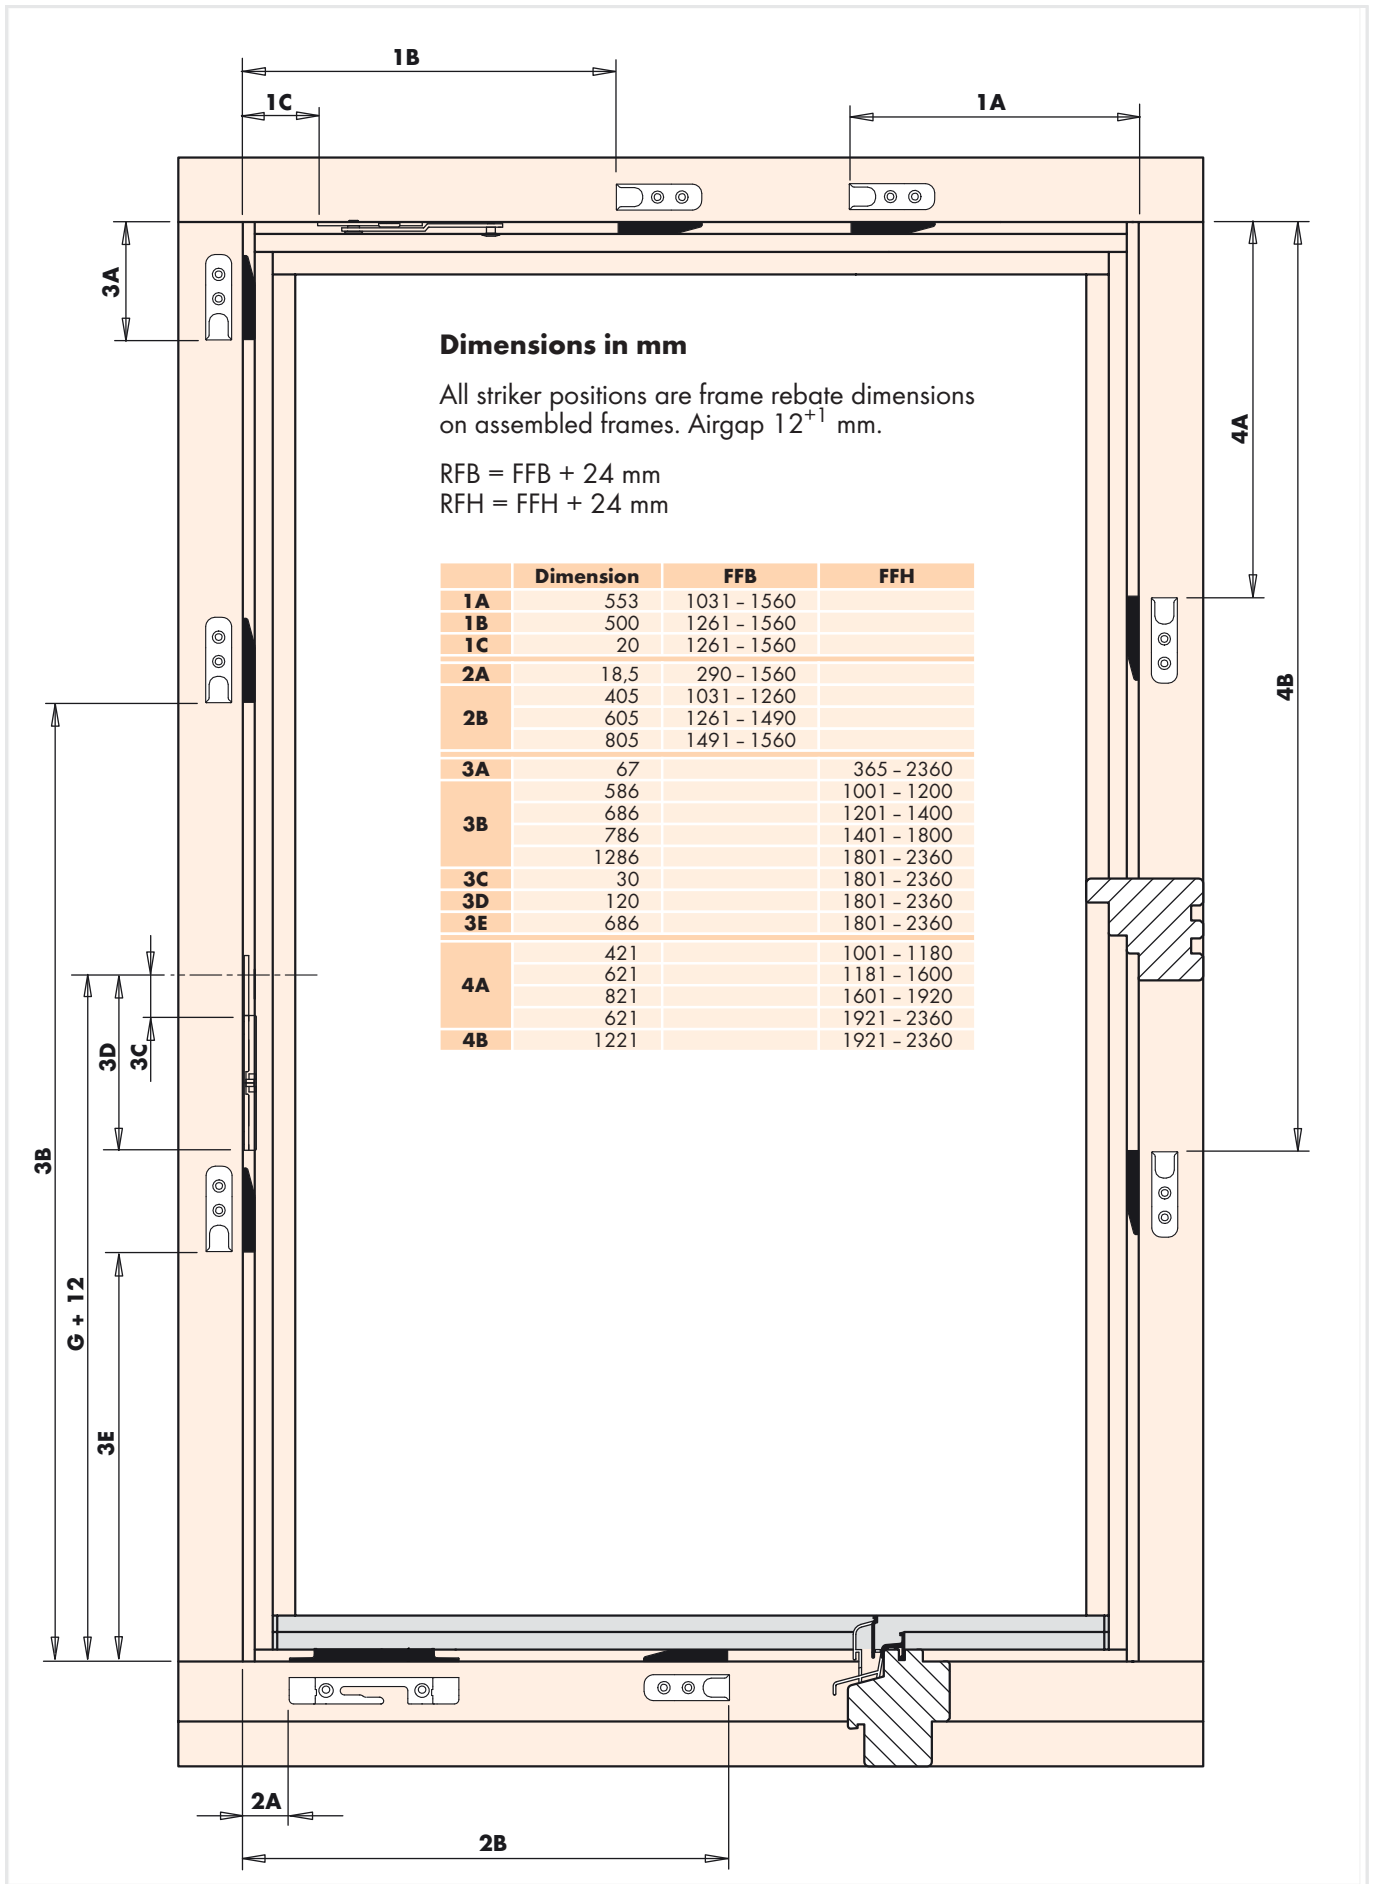 1B
1C
1A
3A
4A
4B
Dimensions in mm
All striker positions are frame rebate dimensions
on assembled frames. Airgap 12+1 mm.
RFB = FFB + 24 mm
RFH = FFH + 24 mm
Dimension FFB FFH
1A 553 1031 – 1560
1B 500 1261 – 1560
1C 20 1261 – 1560
2A 18,5 290 – 1560
2B 405 1031 – 1260
605 1261 – 1490
805 1491 – 1560
3A 67 365 – 2360
3B 586 1001 – 1200
686 1201 – 1400
786 1401 – 1800
1286 1801 – 2360
3C 30 1801 – 2360
3D 120 1801 – 2360
3E 686 1801 – 2360
4A 421 1001 – 1180
621 1181 – 1600
821 1601 – 1920
621 1921 – 2360
4B 1221 1921 – 2360
3D
3C
3B
G + 12
3E
2A
2B